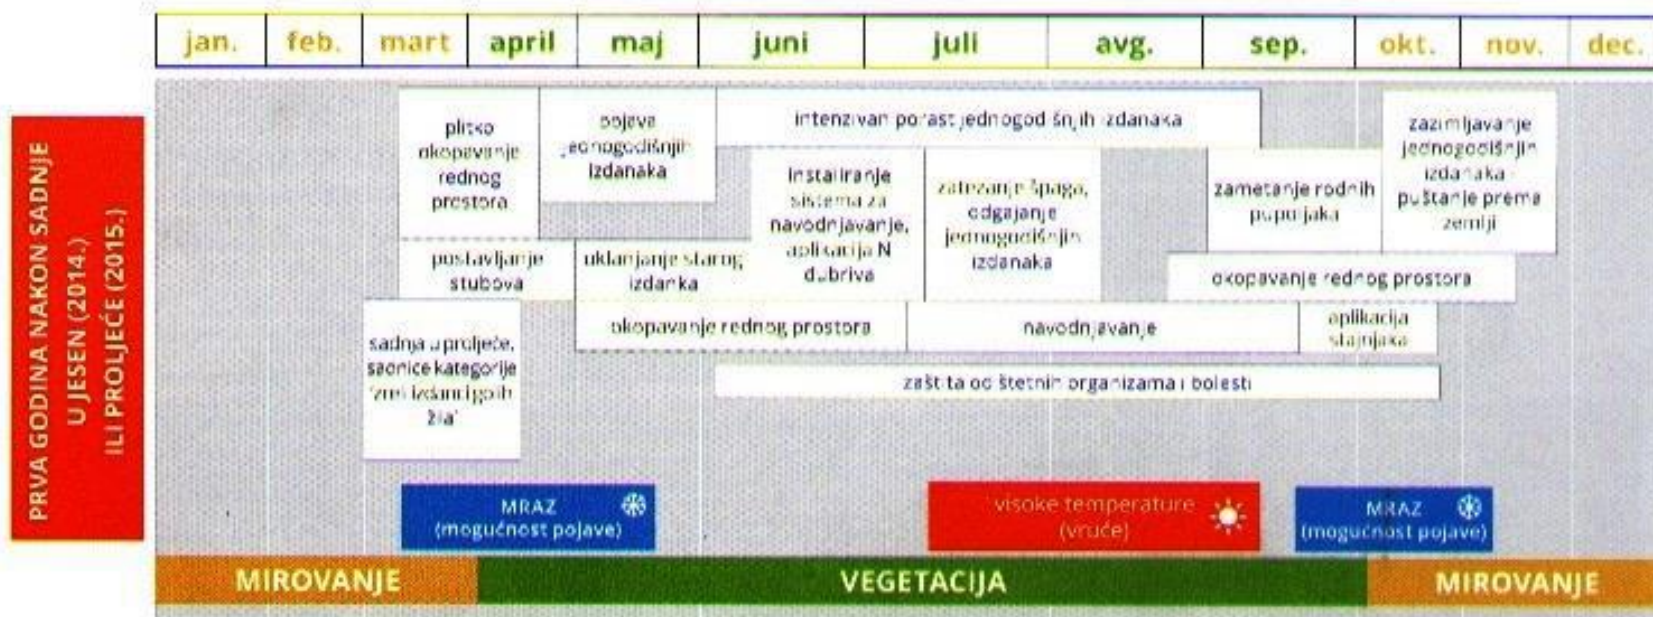 jan. feb. mart april maj juni juli avg. sep. okt. nov. dec.
PRVA GODINA NAKON SADNJE
U JESEN (2014.)
ILI PROLJEĆE (2015.)
plitko
okopavanje
rednog
prostora
pojava
jednogodišnjih
izdanaka
intenzivan porast jednogodišnjih izdanaka
instaliranje
sistema za
navodnjavanje,
aplikacija N
đubriva
zatezanje špaga,
odgajanje
jednogodišnjih
izdanaka
zametanje rodnih
pupoljaka
zazimljavanje
jednogodišnjih
izdanaka -
puštanje prema
zemlji
postavljanje
stubova
uklanjanje starog
izdanka
okopavanje rednog prostora
sadnja u proljeće,
sadnice kategorije
"zreli izdanci golih
žila"
okopavanje rednog prostora
navodnjavanje
aplikacija
stajnjaka
zaštita od štetnih organizama i bolesti
MRAZ
(mogućnost pojave)
visoke temperature
(vruće)
MRAZ
(mogućnost pojave)
MIROVANJE VEGETACIJA MIROVANJE